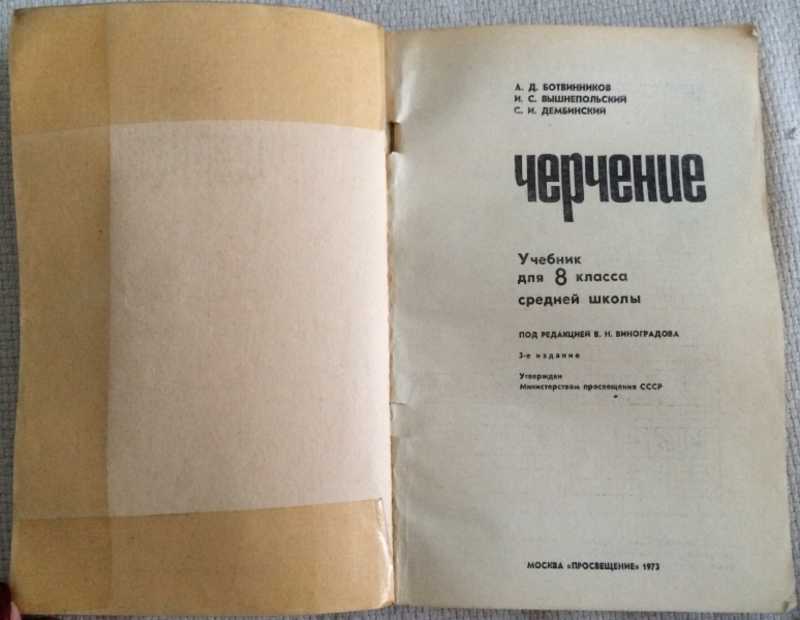 А. Д. БОТВИННИКОВ
И. С. ВЫШНЕПОЛЬСКИЙ
С. И. ДЕМБИНСКИЙ
черчение
Учебник
для 8 класса
средней школы
ПОД РЕДАКЦИЕЙ В. Н. ВИНОГРАДОВА
3-е издание
Утвержден
Министерством просвещения СССР
МОСКВА «ПРОСВЕЩЕНИЕ» 1973